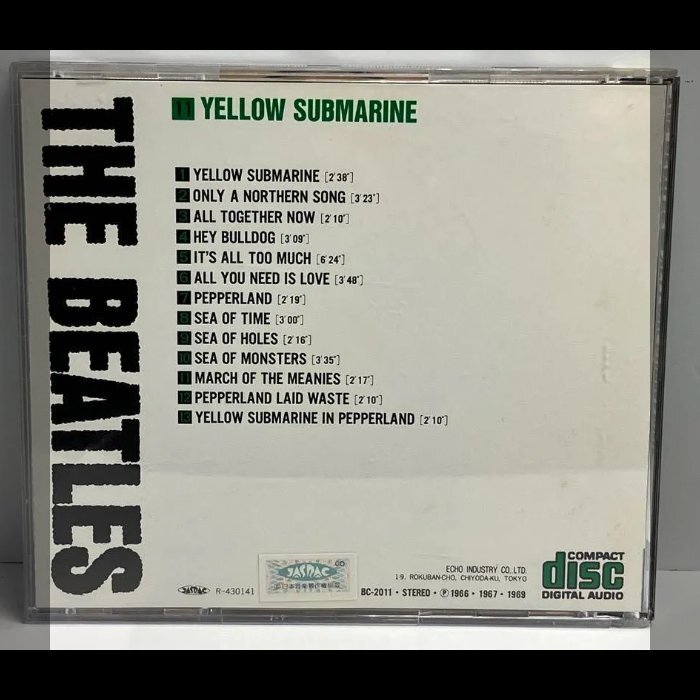 THE BEATLES
11 YELLOW SUBMARINE
1 YELLOW SUBMARINE [2'38"]
2 ONLY A NORTHERN SONG [3'23"]
3 ALL TOGETHER NOW [2'10"]
4 HEY BULLDOG [3'09"]
5 IT'S ALL TOO MUCH [6'24"]
6 ALL YOU NEED IS LOVE [3'48"]
7 PEPPERLAND [2'19"]
8 SEA OF TIME [3'00"]
9 SEA OF HOLES [2'16"]
10 SEA OF MONSTERS [3'35"]
11 MARCH OF THE MEANIES [2'17"]
12 PEPPERLAND LAID WASTE [2'10"]
13 YELLOW SUBMARINE IN PEPPERLAND [2'10"]
JASRAC
JASRAC R-430141
ECHO INDUSTRY CO., LTD.
1-9, ROKUBAN-CHO, CHIYODA-KU, TOKYO
BC-2011 • STEREO • ℗ 1966 • 1967 • 1969
COMPACT
disc
DIGITAL AUDIO